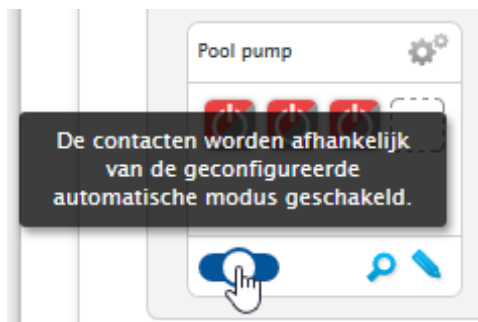 Pool pump
De contacten worden afhankelijk
van de geconfigureerde
automatische modus geschakeld.